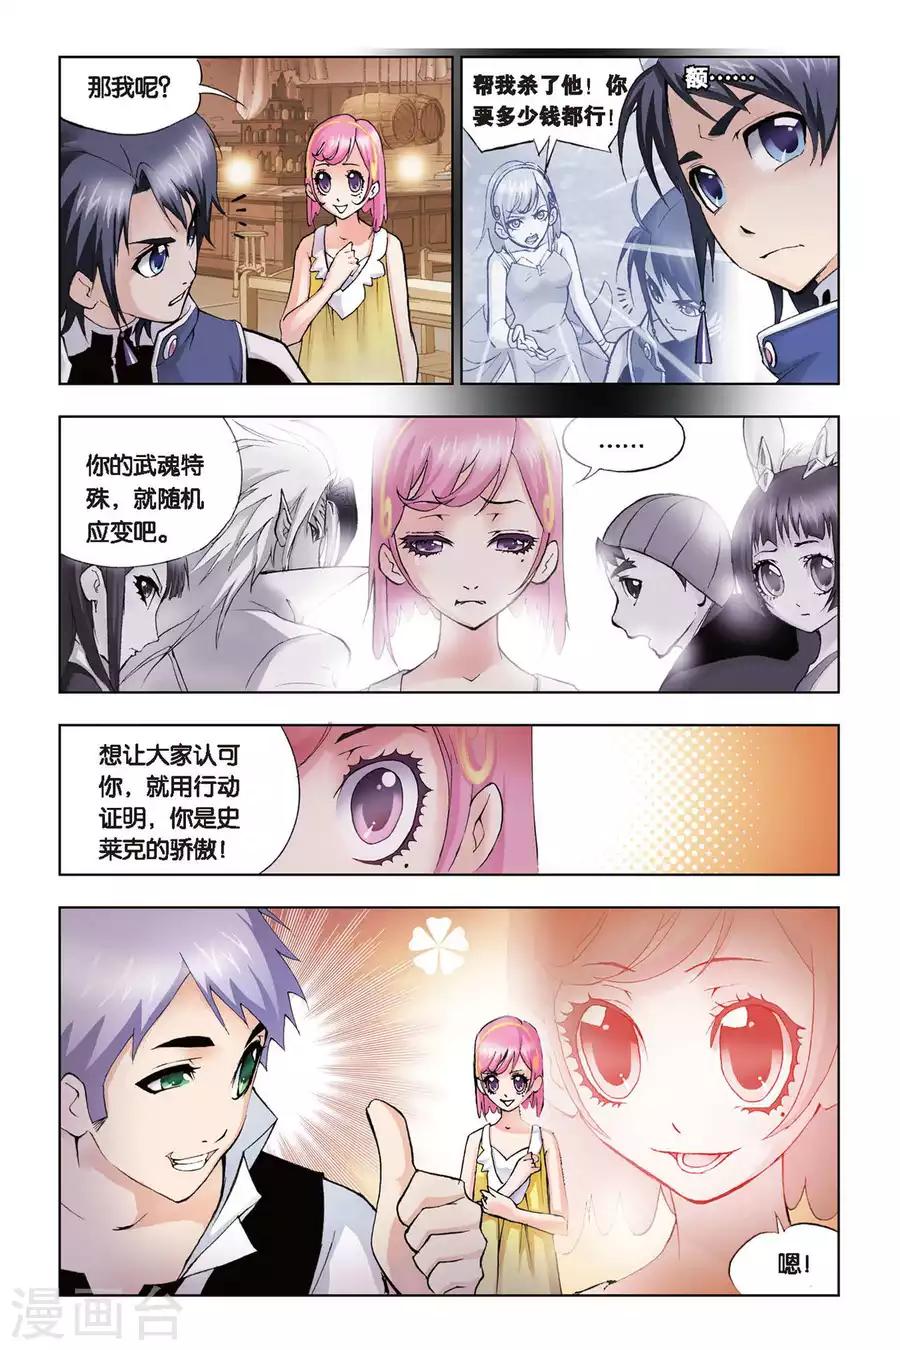 那我呢？
帮我杀了他！你
要多少钱都行！
额……
你的武魂特
殊，就随机
应变吧。
……
想让大家认可
你，就用行动
证明，你是史
莱克的骄傲！
嗯！
漫画台